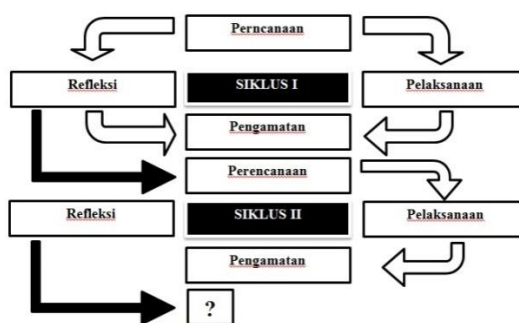 Perncanaan
Refleksi SIKLUS I Pelaksanaan
Pengamatan
Perencanaan
Refleksi SIKLUS II Pelaksanaan
Pengamatan
?